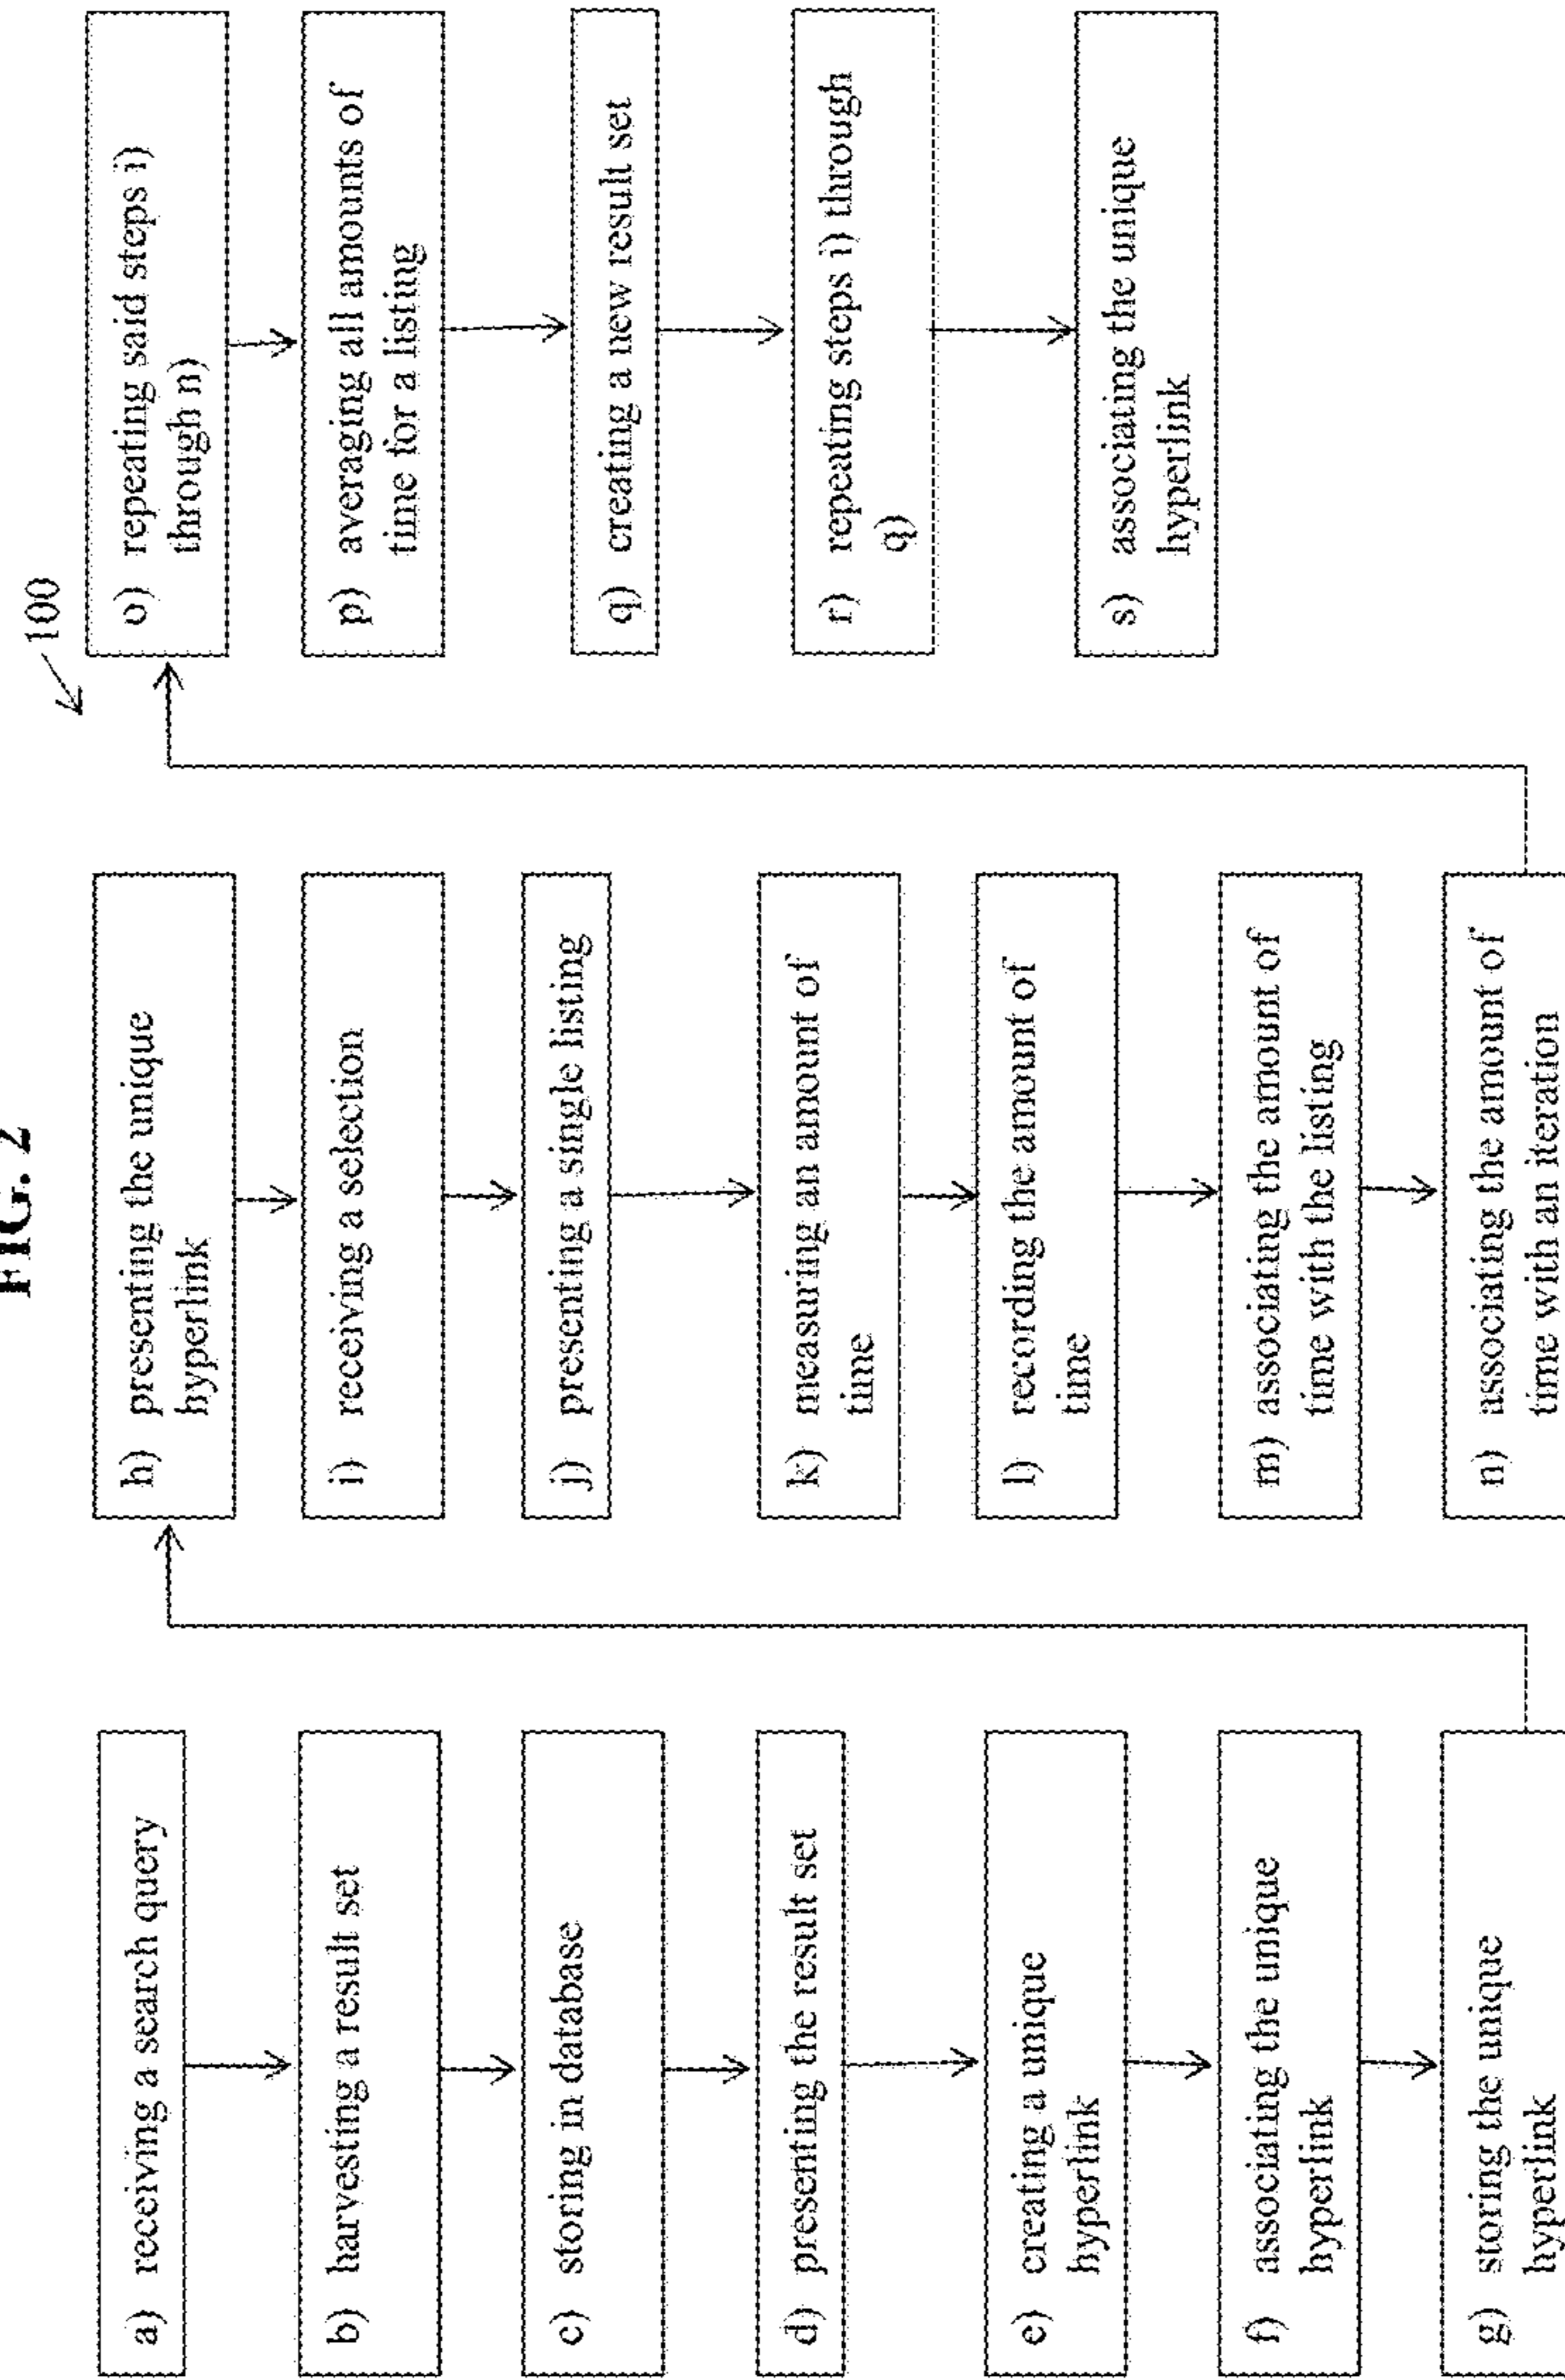 FIG. 2
100
a) receiving a search query
b) harvesting a result set
c) storing in database
d) presenting the result set
e) creating a unique
hyperlink
f) associating the unique
hyperlink
g) storing the unique
hyperlink
h) presenting the unique
hyperlink
i) receiving a selection
j) presenting a single listing
k) measuring an amount of
time
l) recording the amount of
time
m) associating the amount of
time with the listing
n) associating the amount of
time with an iteration
o) repeating said steps i)
through n)
p) averaging all amounts of
time for a listing
q) creating a new result set
r) repeating steps i) through
q)
s) associating the unique
hyperlink